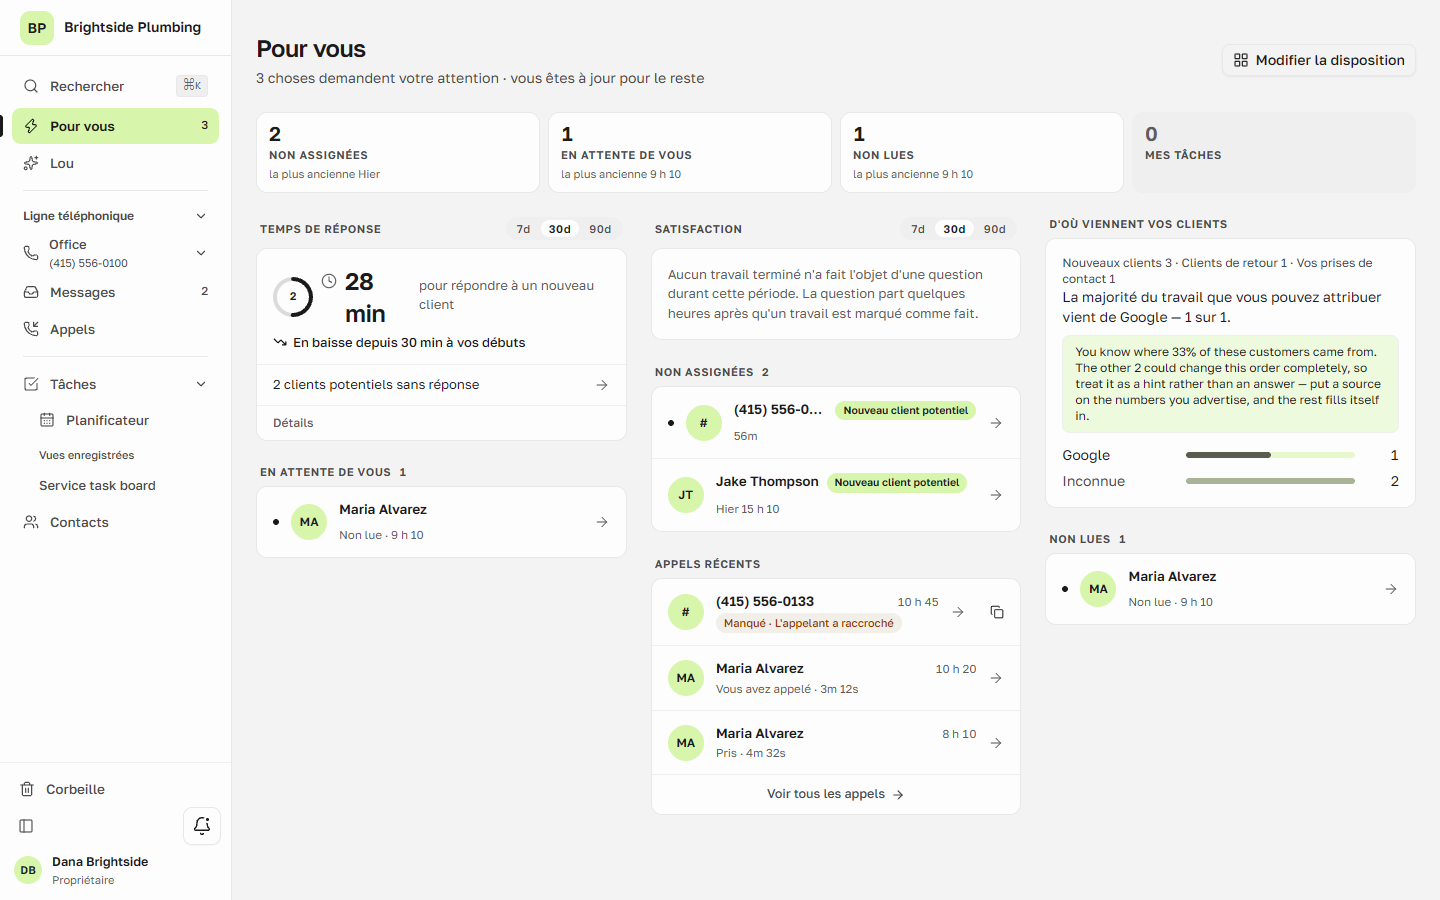 BP Brightside Plumbing
Rechercher ⌘K
Pour vous 3
Lou
Ligne téléphonique
Office
(415) 556-0100
Messages 2
Appels
Tâches
Planificateur
Vues enregistrées
Service task board
Contacts
Corbeille
DB Dana Brightside
Propriétaire
Pour vous
3 choses demandent votre attention · vous êtes à jour pour le reste
Modifier la disposition
2
NON ASSIGNÉES
la plus ancienne Hier
1
EN ATTENTE DE VOUS
la plus ancienne 9 h 10
1
NON LUES
la plus ancienne 9 h 10
0
MES TÂCHES
TEMPS DE RÉPONSE 7d 30d 90d
2
28
min
pour répondre à un nouveau
client
En baisse depuis 30 min à vos débuts
2 clients potentiels sans réponse
Détails
EN ATTENTE DE VOUS 1
MA Maria Alvarez
Non lue · 9 h 10
SATISFACTION 7d 30d 90d
Aucun travail terminé n'a fait l'objet d'une question
durant cette période. La question part quelques
heures après qu'un travail est marqué comme fait.
NON ASSIGNÉES 2
# (415) 556-0... Nouveau client potentiel
56m
JT Jake Thompson Nouveau client potentiel
Hier 15 h 10
APPELS RÉCENTS
# (415) 556-0133 10 h 45
Manqué · L'appelant a raccroché
MA Maria Alvarez 10 h 20
Vous avez appelé · 3m 12s
MA Maria Alvarez 8 h 10
Pris · 4m 32s
Voir tous les appels
D'OÙ VIENNENT VOS CLIENTS
Nouveaux clients 3 · Clients de retour 1 · Vos prises de
contact 1
La majorité du travail que vous pouvez attribuer
vient de Google — 1 sur 1.
You know where 33% of these customers came from.
The other 2 could change this order completely, so
treat it as a hint rather than an answer — put a source
on the numbers you advertise, and the rest fills itself
in.
Google 1
Inconnue 2
NON LUES 1
MA Maria Alvarez
Non lue · 9 h 10